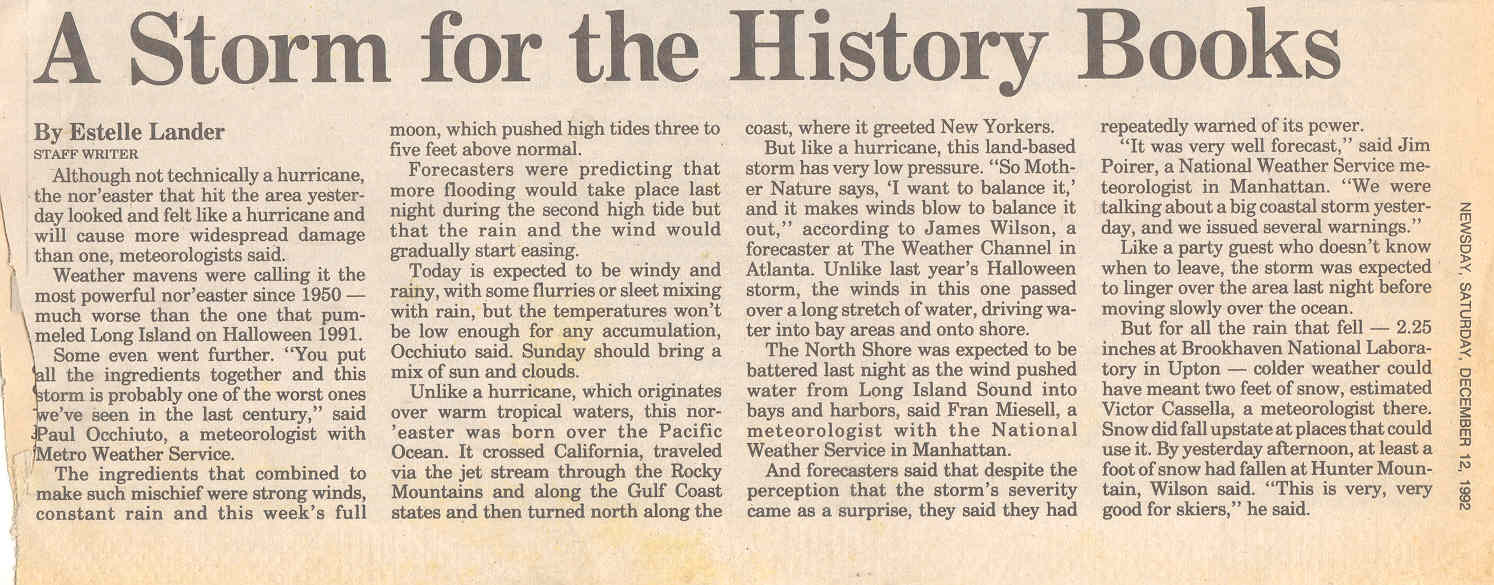 A Storm for the History Books
By Estelle Lander
STAFF WRITER
Although not technically a hurricane,
the nor'easter that hit the area yester-
day looked and felt like a hurricane and
will cause more widespread damage
than one, meteorologists said.
Weather mavens were calling it the
most powerful nor'easter since 1950 —
much worse than the one that pum-
meled Long Island on Halloween 1991.
Some even went further. "You put
all the ingredients together and this
storm is probably one of the worst ones
we've seen in the last century," said
Paul Occhiuto, a meteorologist with
Metro Weather Service.
The ingredients that combined to
make such mischief were strong winds,
constant rain and this week's full
moon, which pushed high tides three to
five feet above normal.
Forecasters were predicting that
more flooding would take place last
night during the second high tide but
that the rain and the wind would
gradually start easing.
Today is expected to be windy and
rainy, with some flurries or sleet mixing
with rain, but the temperatures won't
be low enough for any accumulation,
Occhiuto said. Sunday should bring a
mix of sun and clouds.
Unlike a hurricane, which originates
over warm tropical waters, this nor-
'easter was born over the Pacific
Ocean. It crossed California, traveled
via the jet stream through the Rocky
Mountains and along the Gulf Coast
states and then turned north along the
coast, where it greeted New Yorkers.
But like a hurricane, this land-based
storm has very low pressure. "So Moth-
er Nature says, 'I want to balance it,'
and it makes winds blow to balance it
out," according to James Wilson, a
forecaster at The Weather Channel in
Atlanta. Unlike last year's Halloween
storm, the winds in this one passed
over a long stretch of water, driving wa-
ter into bay areas and onto shore.
The North Shore was expected to be
battered last night as the wind pushed
water from Long Island Sound into
bays and harbors, said Fran Miesell, a
meteorologist with the National
Weather Service in Manhattan.
And forecasters said that despite the
perception that the storm's severity
came as a surprise, they said they had
repeatedly warned of its power.
"It was very well forecast," said Jim
Poirer, a National Weather Service me-
teorologist in Manhattan. "We were
talking about a big coastal storm yester-
day, and we issued several warnings."
Like a party guest who doesn't know
when to leave, the storm was expected
to linger over the area last night before
moving slowly over the ocean.
But for all the rain that fell — 2.25
inches at Brookhaven National Labora-
tory in Upton — colder weather could
have meant two feet of snow, estimated
Victor Cassella, a meteorologist there.
Snow did fall upstate at places that could
use it. By yesterday afternoon, at least a
foot of snow had fallen at Hunter Moun-
tain, Wilson said. "This is very, very
good for skiers," he said.
NEWSDAY, SATURDAY, DECEMBER 12, 1992